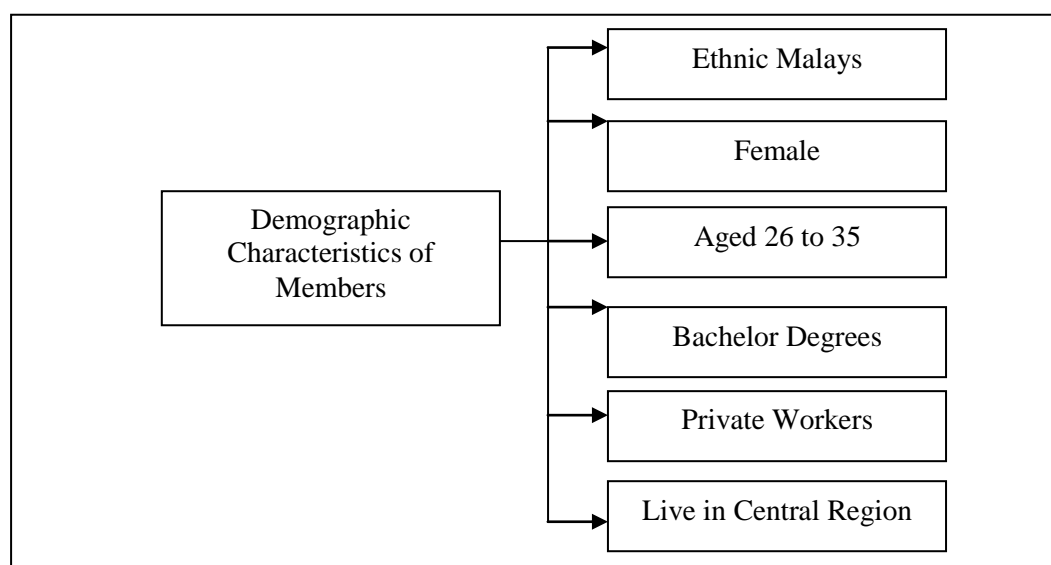 Demographic
Characteristics of
Members
Ethnic Malays
Female
Aged 26 to 35
Bachelor Degrees
Private Workers
Live in Central Region